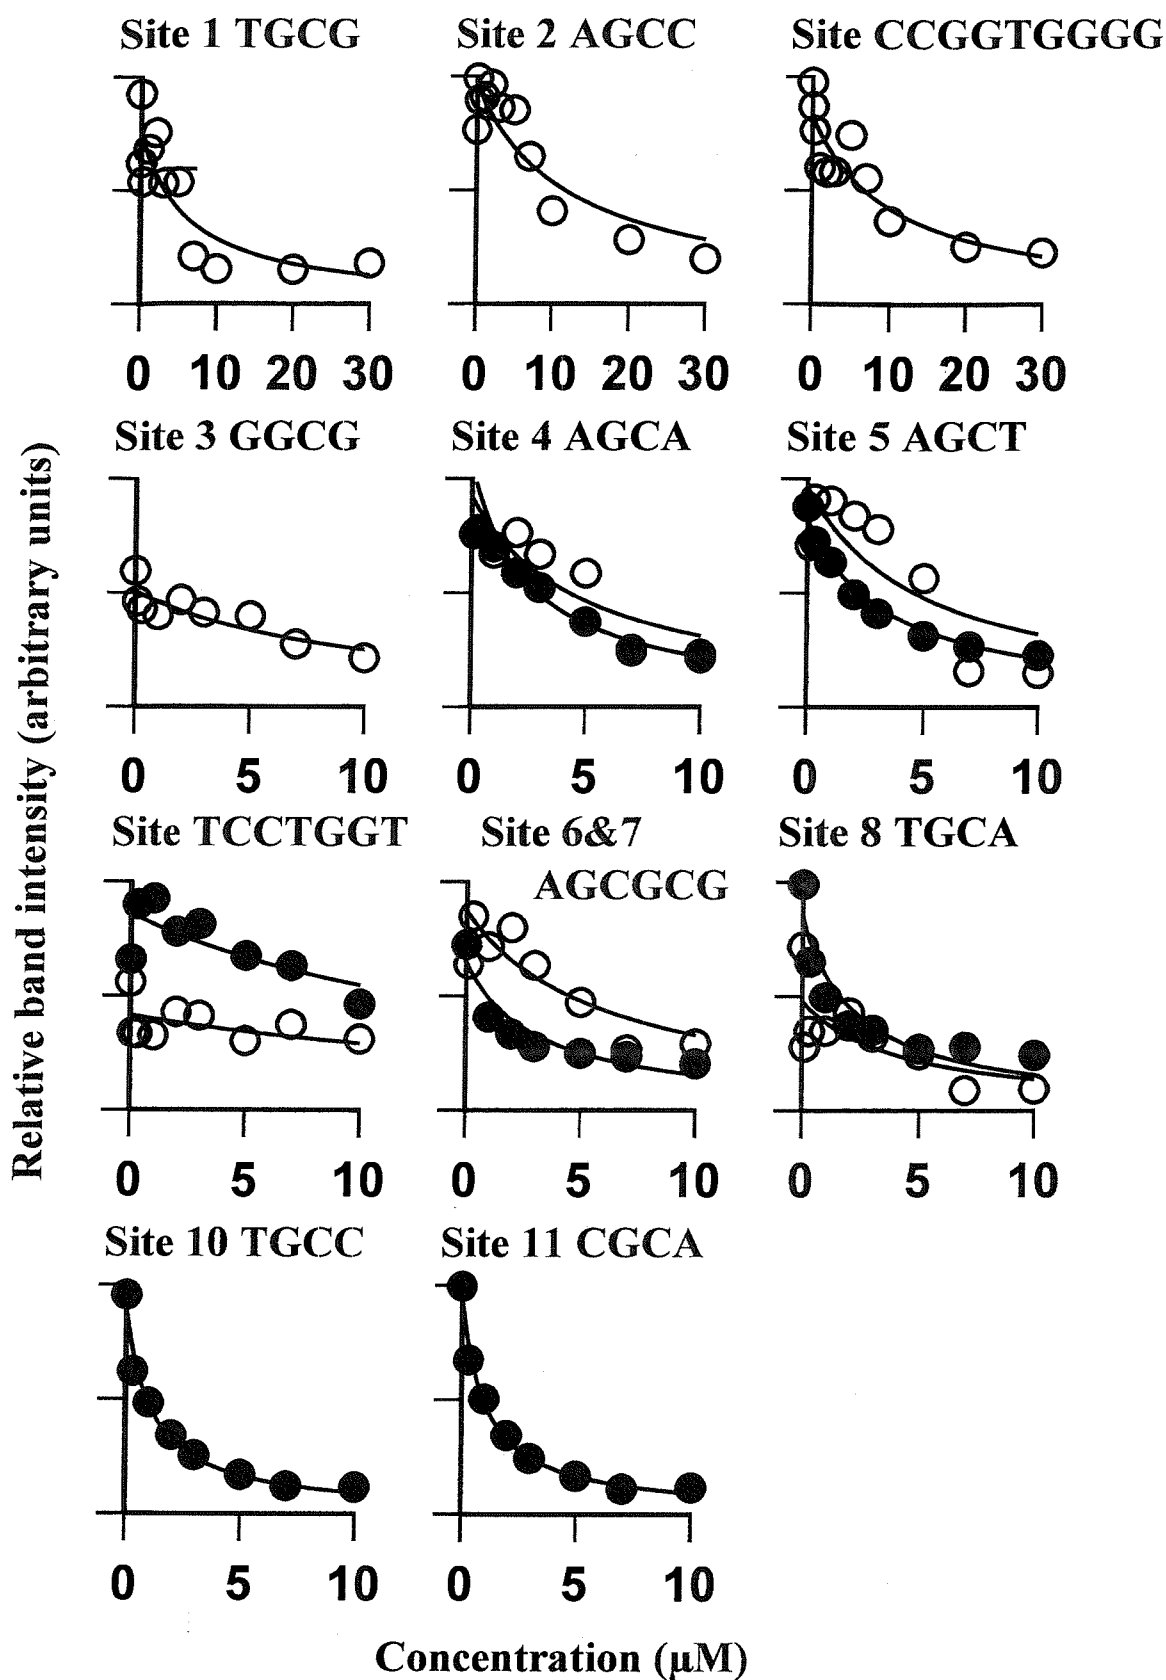 Site 1 TGCG Site 2 AGCC Site CCGGTGGGG
0 10 20 30 0 10 20 30 0 10 20 30
Site 3 GGCG Site 4 AGCA Site 5 AGCT
0 5 10 0 5 10 0 5 10
Relative band intensity (arbitrary units)
Site TCCTGGT Site 6&7 Site 8 TGCA
AGCGCG
0 5 10 0 5 10 0 5 10
Site 10 TGCC Site 11 CGCA
0 5 10 0 5 10
Concentration (µM)